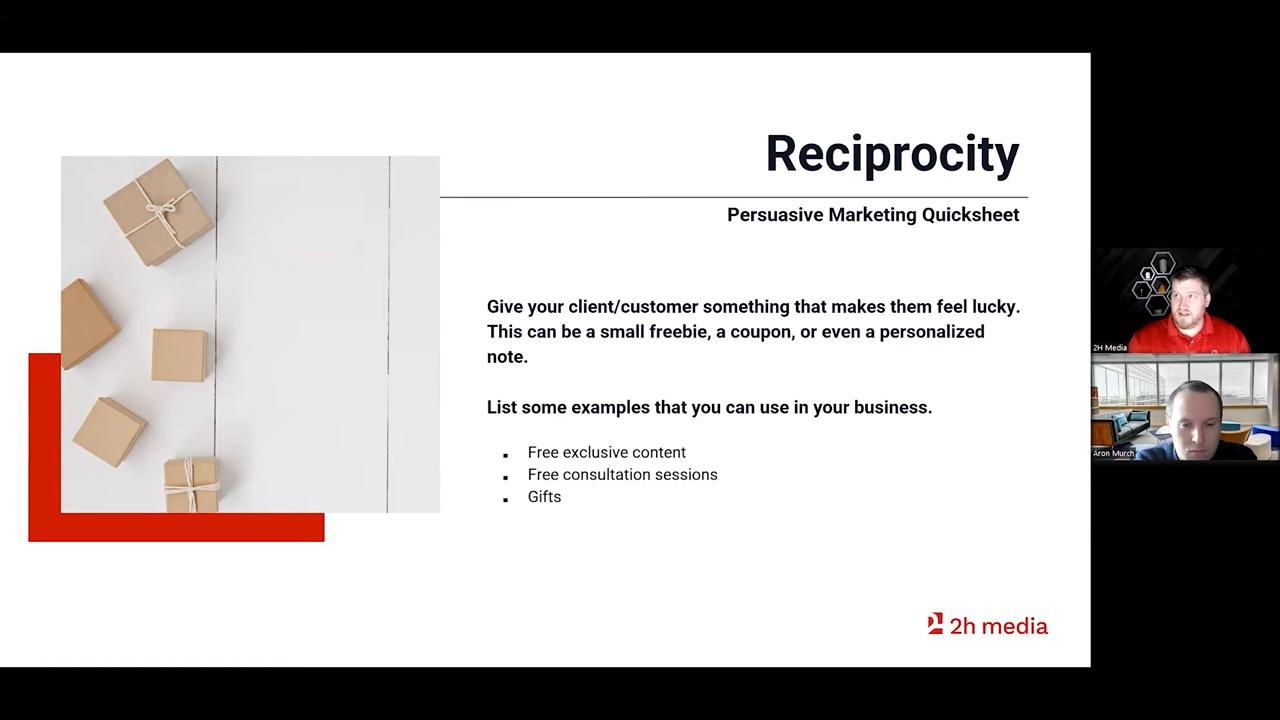 Reciprocity
Persuasive Marketing Quicksheet
Give your client/customer something that makes them feel lucky.
This can be a small freebie, a coupon, or even a personalized
note.
List some examples that you can use in your business.
Free exclusive content
Free consultation sessions
Gifts
2h media
2H Media
Aron Murch